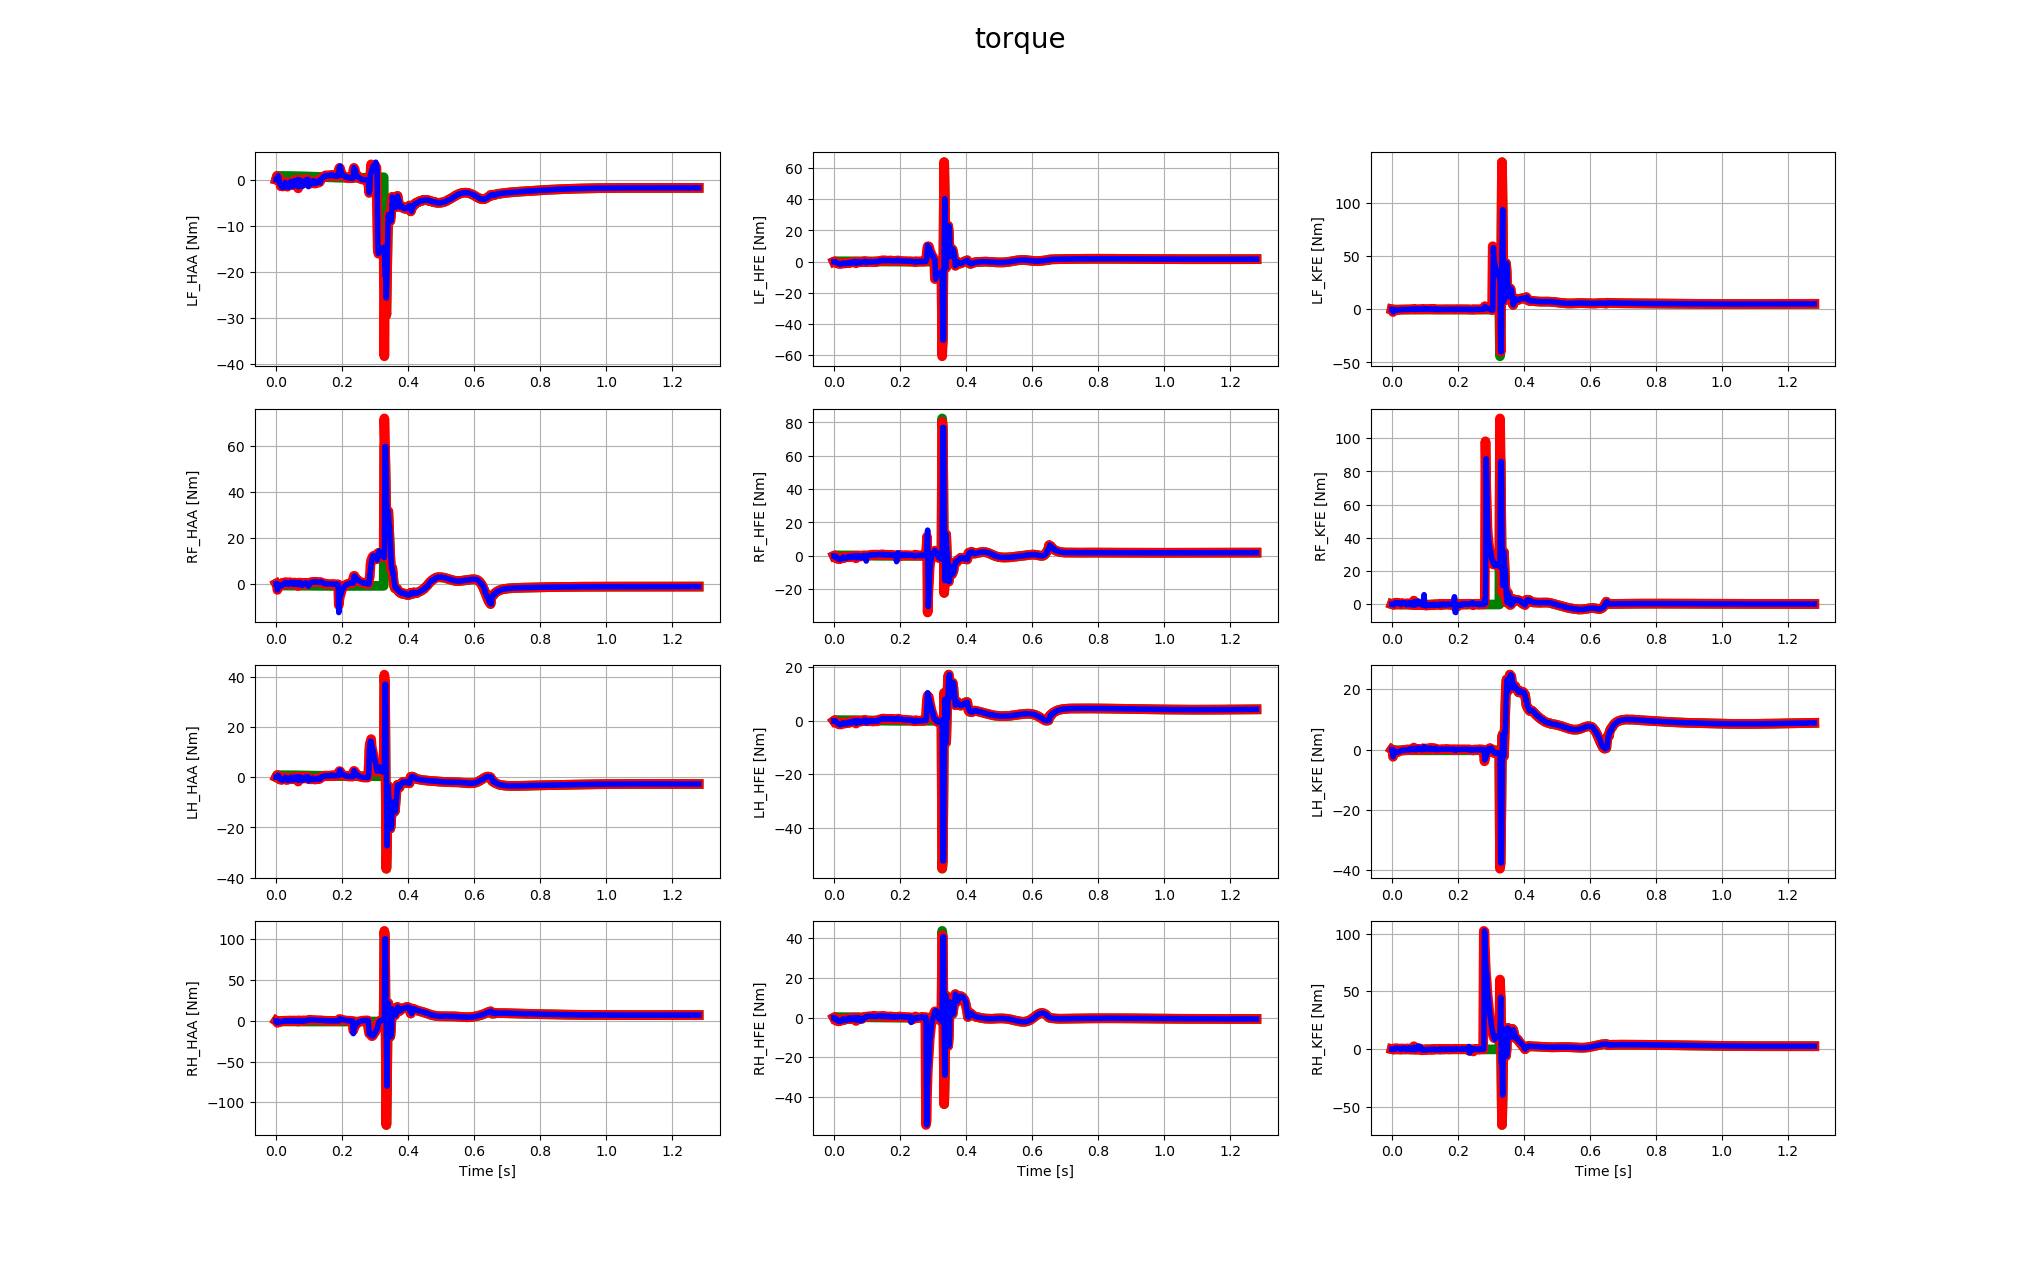 torque
LF_HAA [Nm]
0
−10
−20
−30
−40
0.0 0.2 0.4 0.6 0.8 1.0 1.2
LF_HFE [Nm]
60
40
20
0
−20
−40
−60
0.0 0.2 0.4 0.6 0.8 1.0 1.2
LF_KFE [Nm]
100
50
0
−50
0.0 0.2 0.4 0.6 0.8 1.0 1.2
RF_HAA [Nm]
60
40
20
0
0.0 0.2 0.4 0.6 0.8 1.0 1.2
RF_HFE [Nm]
80
60
40
20
0
−20
0.0 0.2 0.4 0.6 0.8 1.0 1.2
RF_KFE [Nm]
100
80
60
40
20
0
0.0 0.2 0.4 0.6 0.8 1.0 1.2
LH_HAA [Nm]
40
20
0
−20
−40
0.0 0.2 0.4 0.6 0.8 1.0 1.2
LH_HFE [Nm]
20
0
−20
−40
0.0 0.2 0.4 0.6 0.8 1.0 1.2
LH_KFE [Nm]
20
0
−20
−40
0.0 0.2 0.4 0.6 0.8 1.0 1.2
RH_HAA [Nm]
100
50
0
−50
−100
0.0 0.2 0.4 0.6 0.8 1.0 1.2
Time [s]
RH_HFE [Nm]
40
20
0
−20
−40
0.0 0.2 0.4 0.6 0.8 1.0 1.2
Time [s]
RH_KFE [Nm]
100
50
0
−50
0.0 0.2 0.4 0.6 0.8 1.0 1.2
Time [s]